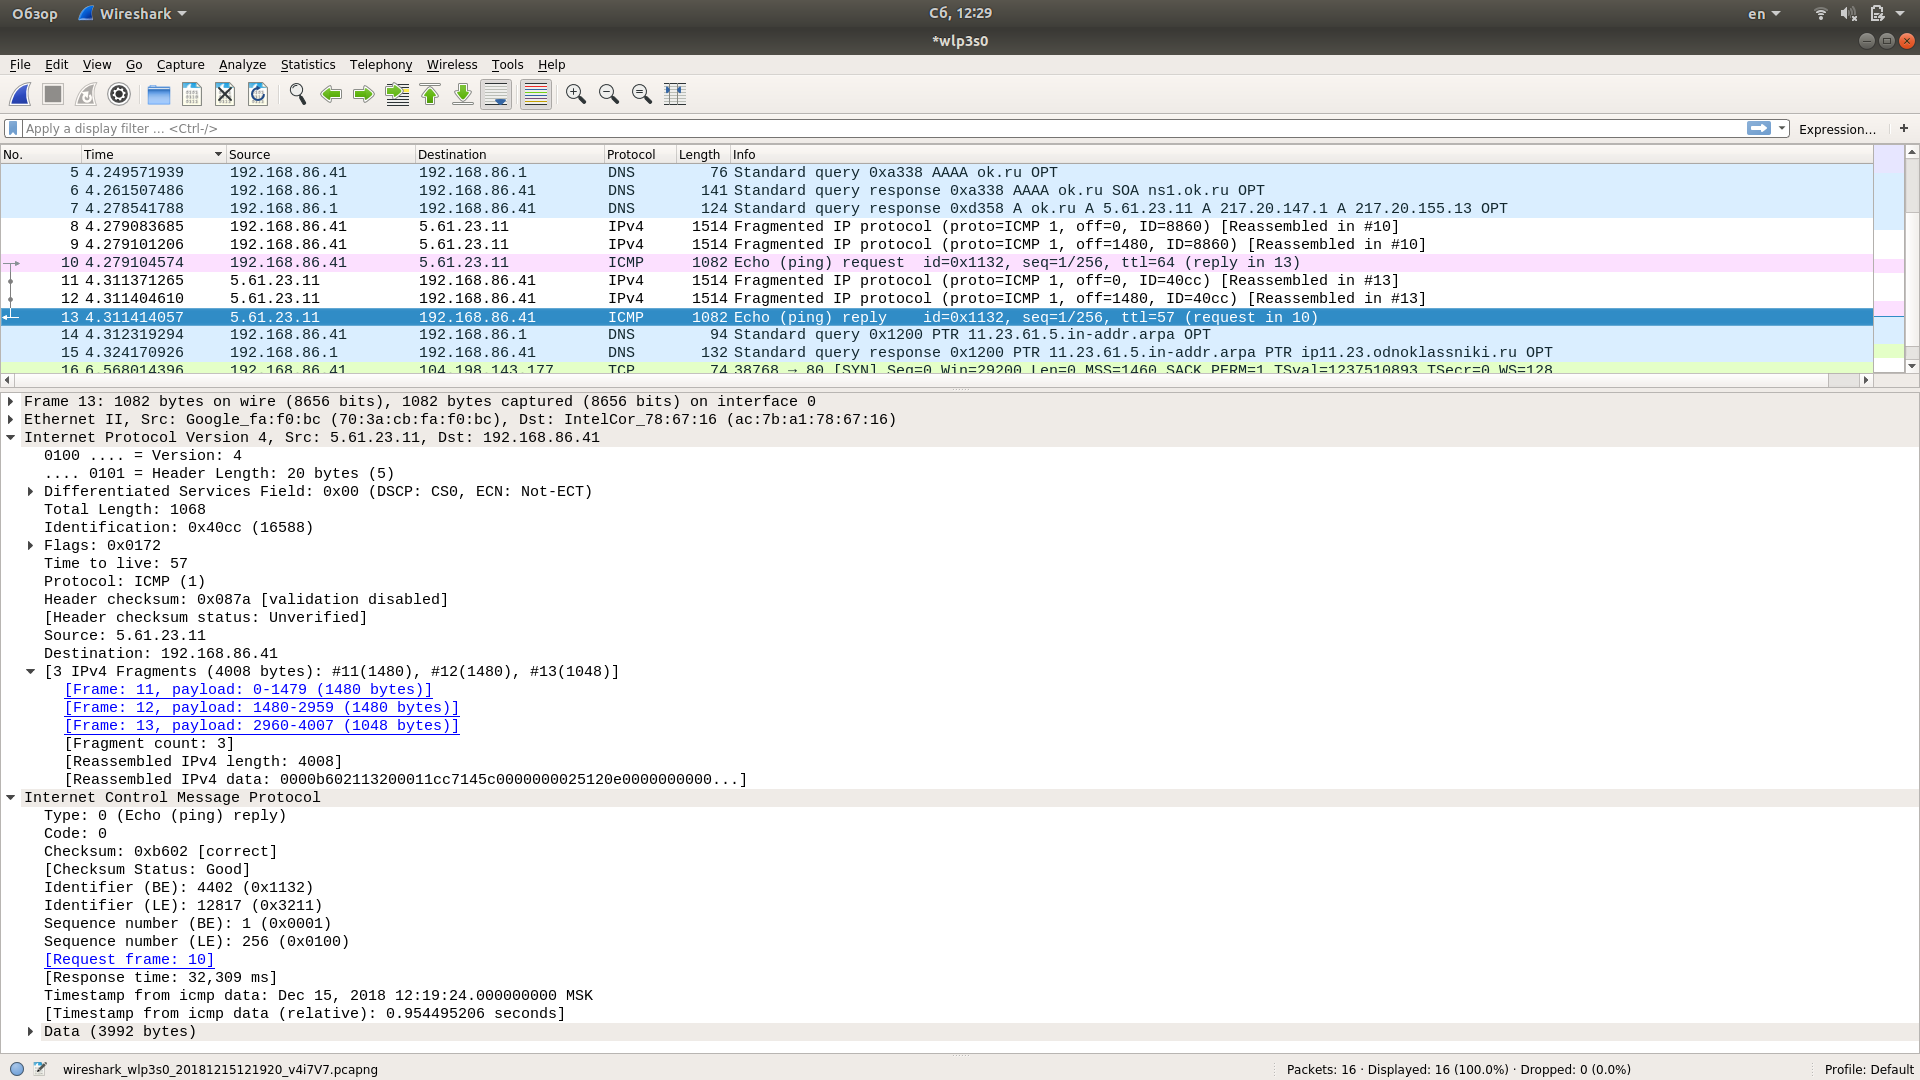 Обзор Wireshark Сб, 12:29 en
*wlp3s0
File Edit View Go Capture Analyze Statistics Telephony Wireless Tools Help
Apply a display filter ... <Ctrl-/> Expression... +
No. Time Source Destination Protocol Length Info
5 4.249571939 192.168.86.41 192.168.86.1 DNS 76 Standard query 0xa338 AAAA ok.ru OPT
6 4.261507486 192.168.86.1 192.168.86.41 DNS 141 Standard query response 0xa338 AAAA ok.ru SOA ns1.ok.ru OPT
7 4.278541788 192.168.86.1 192.168.86.41 DNS 124 Standard query response 0xd358 A ok.ru A 5.61.23.11 A 217.20.147.1 A 217.20.155.13 OPT
8 4.279083685 192.168.86.41 5.61.23.11 IPv4 1514 Fragmented IP protocol (proto=ICMP 1, off=0, ID=8860) [Reassembled in #10]
9 4.279101206 192.168.86.41 5.61.23.11 IPv4 1514 Fragmented IP protocol (proto=ICMP 1, off=1480, ID=8860) [Reassembled in #10]
10 4.279104574 192.168.86.41 5.61.23.11 ICMP 1082 Echo (ping) request id=0x1132, seq=1/256, ttl=64 (reply in 13)
11 4.311371265 5.61.23.11 192.168.86.41 IPv4 1514 Fragmented IP protocol (proto=ICMP 1, off=0, ID=40cc) [Reassembled in #13]
12 4.311404610 5.61.23.11 192.168.86.41 IPv4 1514 Fragmented IP protocol (proto=ICMP 1, off=1480, ID=40cc) [Reassembled in #13]
13 4.311414057 5.61.23.11 192.168.86.41 ICMP 1082 Echo (ping) reply id=0x1132, seq=1/256, ttl=57 (request in 10)
14 4.312319294 192.168.86.41 192.168.86.1 DNS 94 Standard query 0x1200 PTR 11.23.61.5.in-addr.arpa OPT
15 4.324170926 192.168.86.1 192.168.86.41 DNS 132 Standard query response 0x1200 PTR 11.23.61.5.in-addr.arpa PTR ip11.23.odnoklassniki.ru OPT
16 6.568014396 192.168.86.41 104.198.143.177 TCP 74 38768 → 80 [SYN] Seq=0 Win=29200 Len=0 MSS=1460 SACK_PERM=1 TSval=1237510893 TSecr=0 WS=128
Frame 13: 1082 bytes on wire (8656 bits), 1082 bytes captured (8656 bits) on interface 0
Ethernet II, Src: Google_fa:f0:bc (70:3a:cb:fa:f0:bc), Dst: IntelCor_78:67:16 (ac:7b:a1:78:67:16)
Internet Protocol Version 4, Src: 5.61.23.11, Dst: 192.168.86.41
0100 .... = Version: 4
.... 0101 = Header Length: 20 bytes (5)
Differentiated Services Field: 0x00 (DSCP: CS0, ECN: Not-ECT)
Total Length: 1068
Identification: 0x40cc (16588)
Flags: 0x0172
Time to live: 57
Protocol: ICMP (1)
Header checksum: 0x087a [validation disabled]
[Header checksum status: Unverified]
Source: 5.61.23.11
Destination: 192.168.86.41
[3 IPv4 Fragments (4008 bytes): #11(1480), #12(1480), #13(1048)]
[Frame: 11, payload: 0-1479 (1480 bytes)]
[Frame: 12, payload: 1480-2959 (1480 bytes)]
[Frame: 13, payload: 2960-4007 (1048 bytes)]
[Fragment count: 3]
[Reassembled IPv4 length: 4008]
[Reassembled IPv4 data: 0000b602113200011cc7145c0000000025120e0000000000...]
Internet Control Message Protocol
Type: 0 (Echo (ping) reply)
Code: 0
Checksum: 0xb602 [correct]
[Checksum Status: Good]
Identifier (BE): 4402 (0x1132)
Identifier (LE): 12817 (0x3211)
Sequence number (BE): 1 (0x0001)
Sequence number (LE): 256 (0x0100)
[Request frame: 10]
[Response time: 32,309 ms]
Timestamp from icmp data: Dec 15, 2018 12:19:24.000000000 MSK
[Timestamp from icmp data (relative): 0.954495206 seconds]
Data (3992 bytes)
wireshark_wlp3s0_20181215121920_v4i7V7.pcapng Packets: 16 · Displayed: 16 (100.0%) · Dropped: 0 (0.0%) Profile: Default